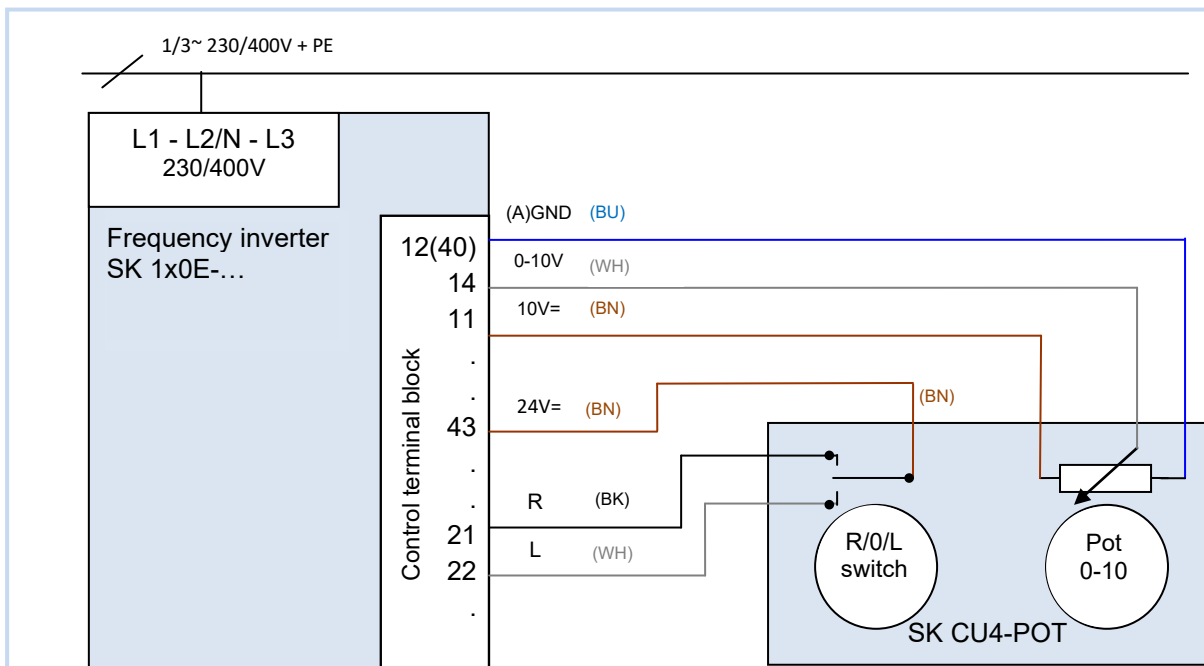 1/3~ 230/400V + PE
L1 - L2/N - L3
230/400V
Frequency inverter
SK 1x0E-…
Control terminal block
12(40)
(A)GND (BU)
14
0-10V (WH)
11
10V= (BN)
.
.
43
24V= (BN)
(BN)
.
.
21
R (BK)
22
L (WH)
.
R/0/L
switch
Pot
0-10
SK CU4-POT